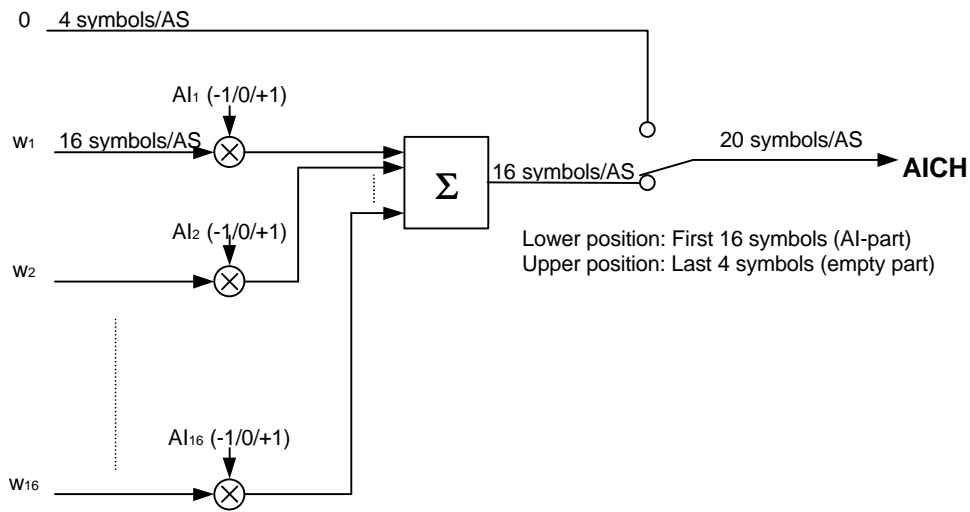 0 4 symbols/AS
AI1 (-1/0/+1)
w1 16 symbols/AS
20 symbols/AS
AICH
Σ
16 symbols/AS
AI2 (-1/0/+1)
w2
Lower position: First 16 symbols (AI-part)
Upper position: Last 4 symbols (empty part)
AI16 (-1/0/+1)
w16